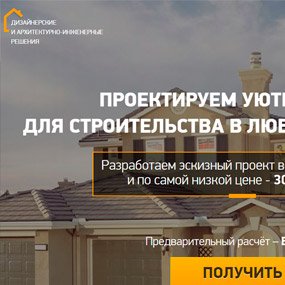 ДИЗАЙНЕРСКИЕ
И АРХИТЕКТУРНО-ИНЖЕНЕРНЫЕ
РЕШЕНИЯ
ПРОЕКТИРУЕМ УЮТ
ДЛЯ СТРОИТЕЛЬСТВА В ЛЮБ
Разработаем эскизный проект в
и по самой низкой цене - 30
Предварительный расчёт –
ПОЛУЧИТЬ